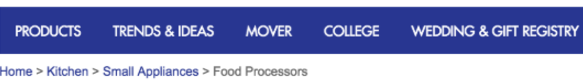 PRODUCTS TRENDS & IDEAS MOVER COLLEGE WEDDING & GIFT REGISTRY
Home > Kitchen > Small Appliances > Food Processors